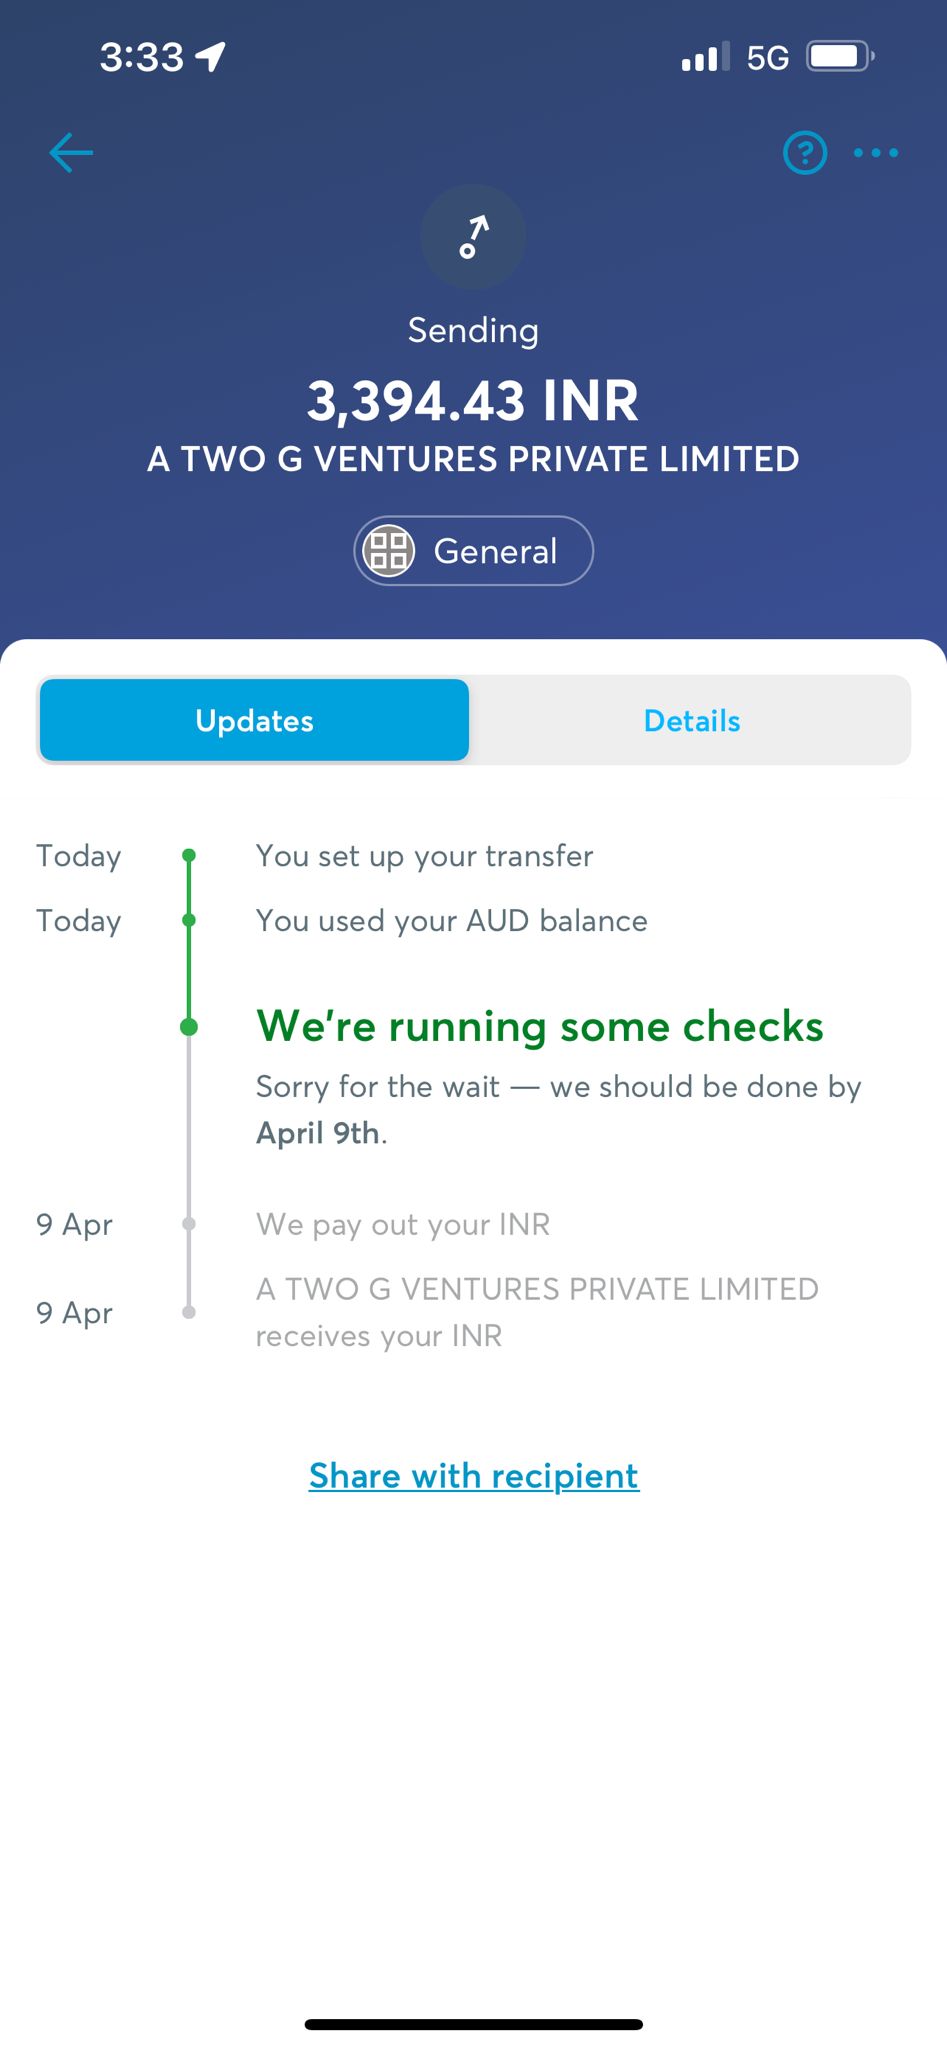 3:33
5G
?
Sending
3,394.43 INR
A TWO G VENTURES PRIVATE LIMITED
General
Updates
Details
Today
You set up your transfer
Today
You used your AUD balance
We're running some checks
Sorry for the wait — we should be done by
April 9th.
9 Apr
We pay out your INR
9 Apr
A TWO G VENTURES PRIVATE LIMITED
receives your INR
Share with recipient